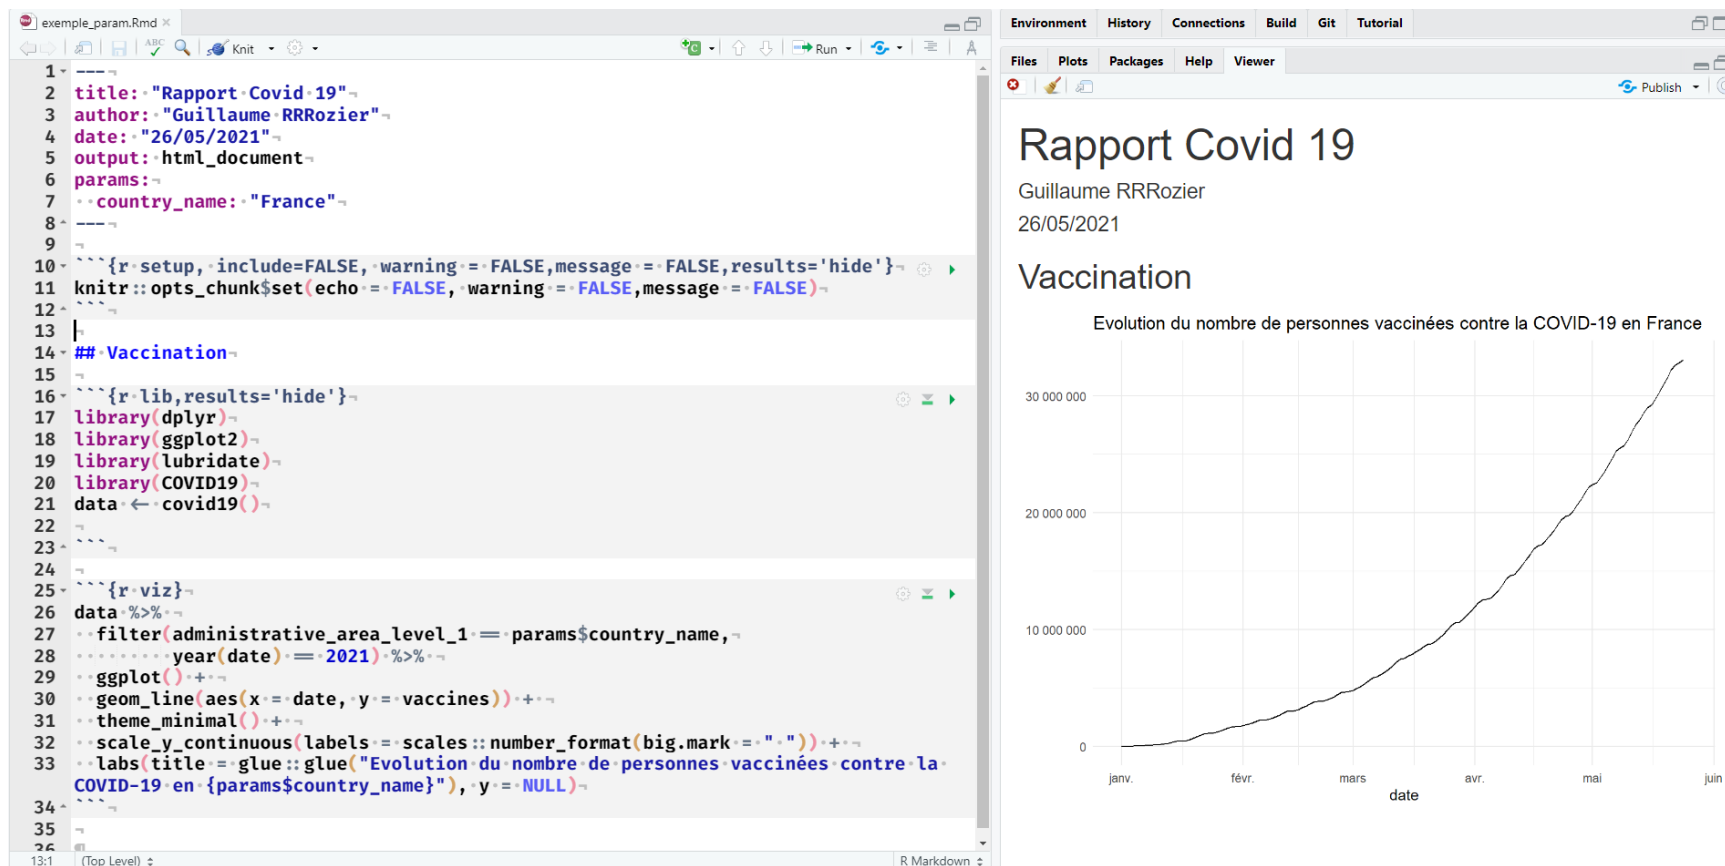 exemple_param.Rmd
ABC
Knit
Run
1 ---
2 title: "Rapport Covid 19"
3 author: "Guillaume RRRozier"
4 date: "26/05/2021"
5 output: html_document
6 params:
7   country_name: "France"
8 ---
9
10 ```{r setup, include=FALSE, warning = FALSE,message = FALSE,results='hide'}
11 knitr::opts_chunk$set(echo = FALSE, warning = FALSE,message = FALSE)
12 ```
13
14 ## Vaccination
15
16 ```{r lib,results='hide'}
17 library(dplyr)
18 library(ggplot2)
19 library(lubridate)
20 library(COVID19)
21 data <- covid19()
22
23 ```
24
25 ```{r viz}
26 data %>%
27   filter(administrative_area_level_1 == params$country_name,
28          year(date) == 2021) %>%
29   ggplot() +
30   geom_line(aes(x = date, y = vaccines)) +
31   theme_minimal() +
32   scale_y_continuous(labels = scales::number_format(big.mark = " ")) +
33   labs(title = glue::glue("Evolution du nombre de personnes vaccinées contre la
COVID-19 en {params$country_name}"), y = NULL)
34 ```
35
36
13:1 (Top Level) R Markdown
Environment History Connections Build Git Tutorial
Files Plots Packages Help Viewer
Publish
Rapport Covid 19
Guillaume RRRozier
26/05/2021
Vaccination
Evolution du nombre de personnes vaccinées contre la COVID-19 en France
30 000 000
20 000 000
10 000 000
0
janv. févr. mars avr. mai juin
date